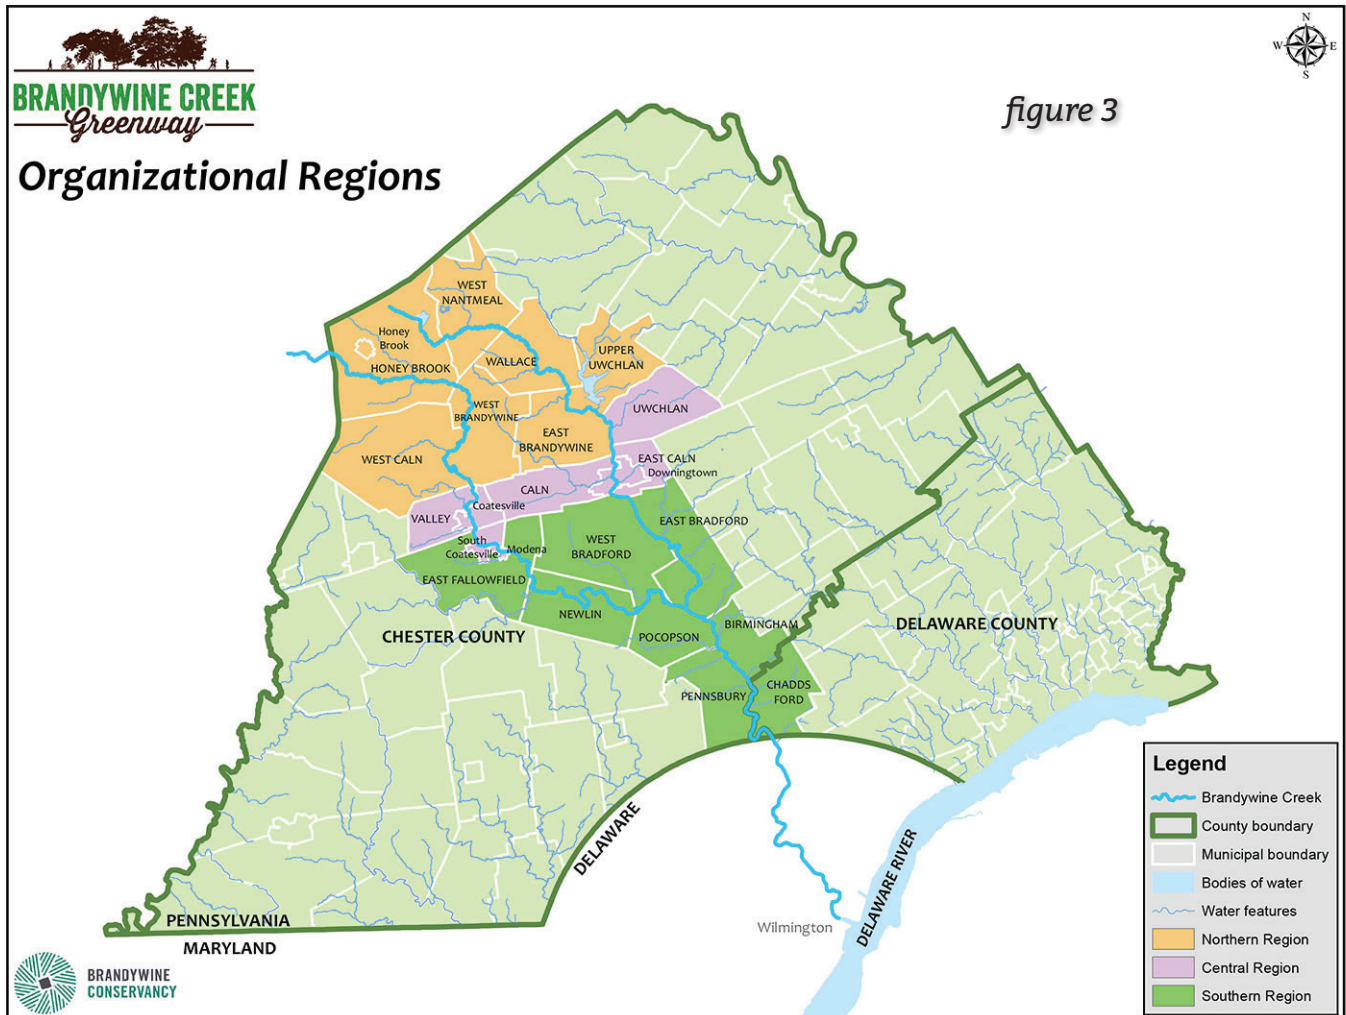 BRANDYWINE CREEK
Greenway
Organizational Regions
figure 3
N
W
E
S
WEST
NANTMEAL
Honey
Brook
HONEY BROOK
WALLACE
UPPER
UWCHLAN
WEST
BRANDYWINE
UWCHLAN
EAST
BRANDYWINE
WEST CALN
EAST CALN
Downingtown
CALN
Coatesville
VALLEY
EAST BRADFORD
South
Coatesville
Modena
WEST
BRADFORD
EAST FALLOWFIELD
NEWLIN
BIRMINGHAM
DELAWARE COUNTY
CHESTER COUNTY
POCOPSON
PENNSBURY
CHADDS
FORD
DELAWARE
DELAWARE RIVER
Wilmington
PENNSYLVANIA
MARYLAND
BRANDYWINE
CONSERVANCY
Legend
Brandywine Creek
County boundary
Municipal boundary
Bodies of water
Water features
Northern Region
Central Region
Southern Region